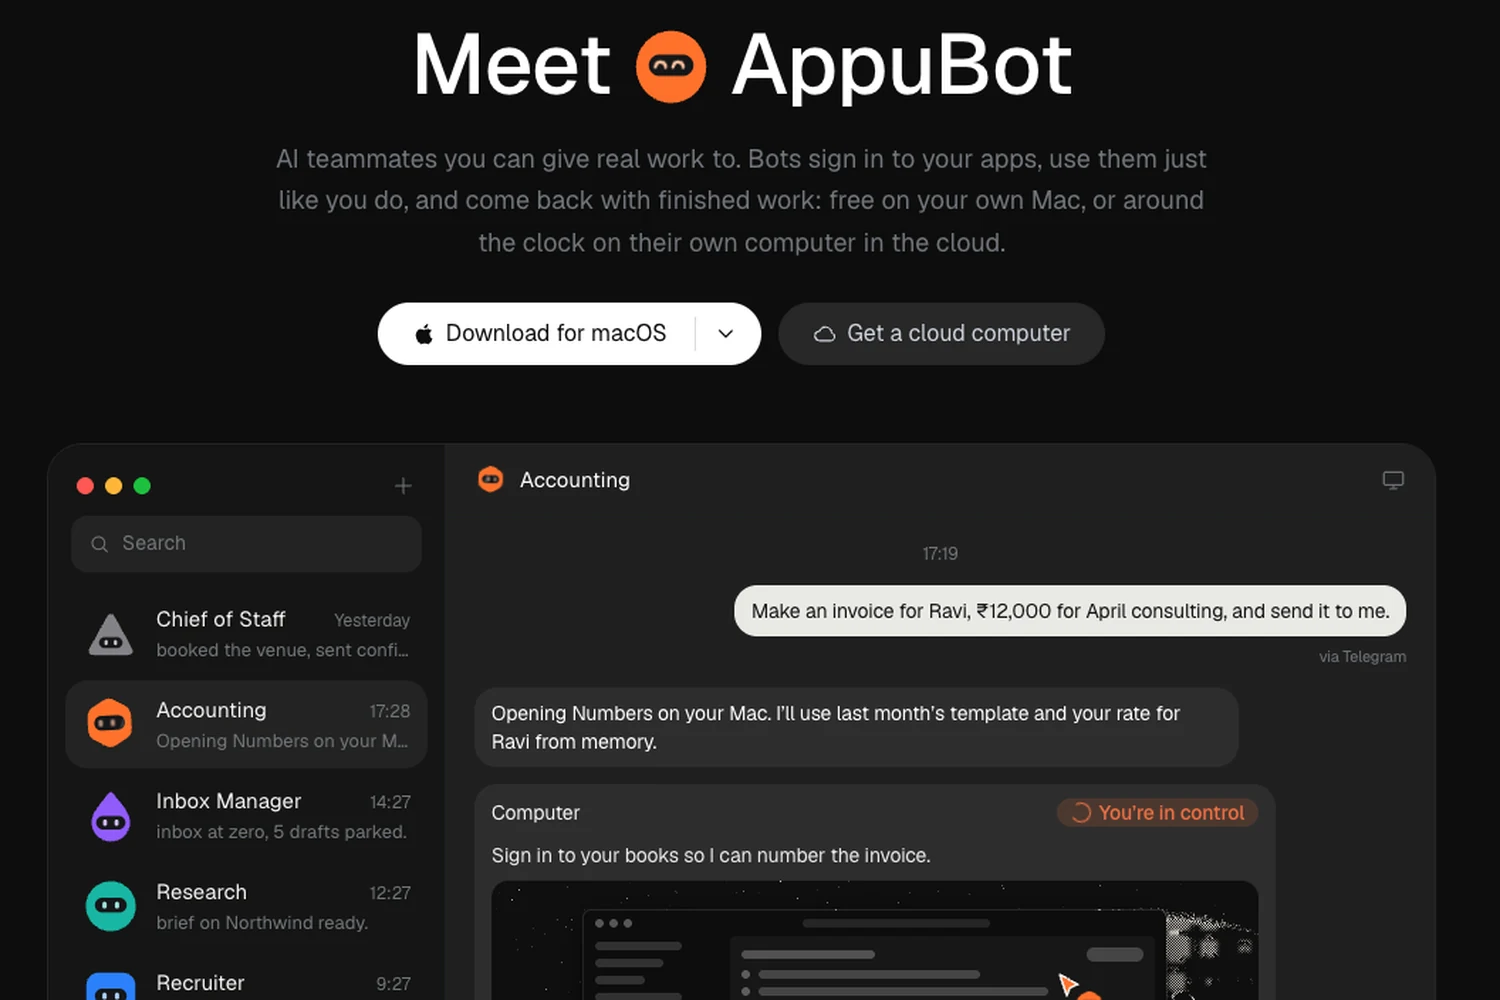 Meet AppuBot
AI teammates you can give real work to. Bots sign in to your apps, use them just
like you do, and come back with finished work: free on your own Mac, or around
the clock on their own computer in the cloud.
Download for macOS
Get a cloud computer
Search
Chief of Staff
Yesterday
booked the venue, sent confi...
Accounting
17:28
Opening Numbers on your M...
Inbox Manager
14:27
inbox at zero, 5 drafts parked.
Research
12:27
brief on Northwind ready.
Recruiter
9:27
Accounting
17:19
Make an invoice for Ravi, ₹12,000 for April consulting, and send it to me.
via Telegram
Opening Numbers on your Mac. I'll use last month's template and your rate for
Ravi from memory.
Computer
You're in control
Sign in to your books so I can number the invoice.